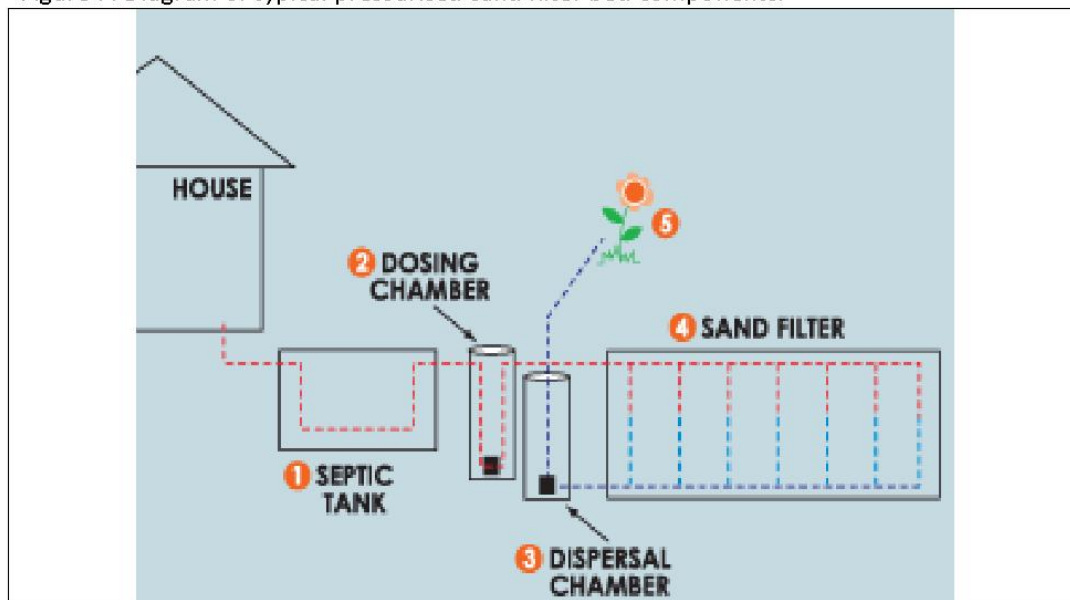 HOUSE
5
2 DOSING
CHAMBER
4 SAND FILTER
1 SEPTIC
TANK
3 DISPERSAL
CHAMBER